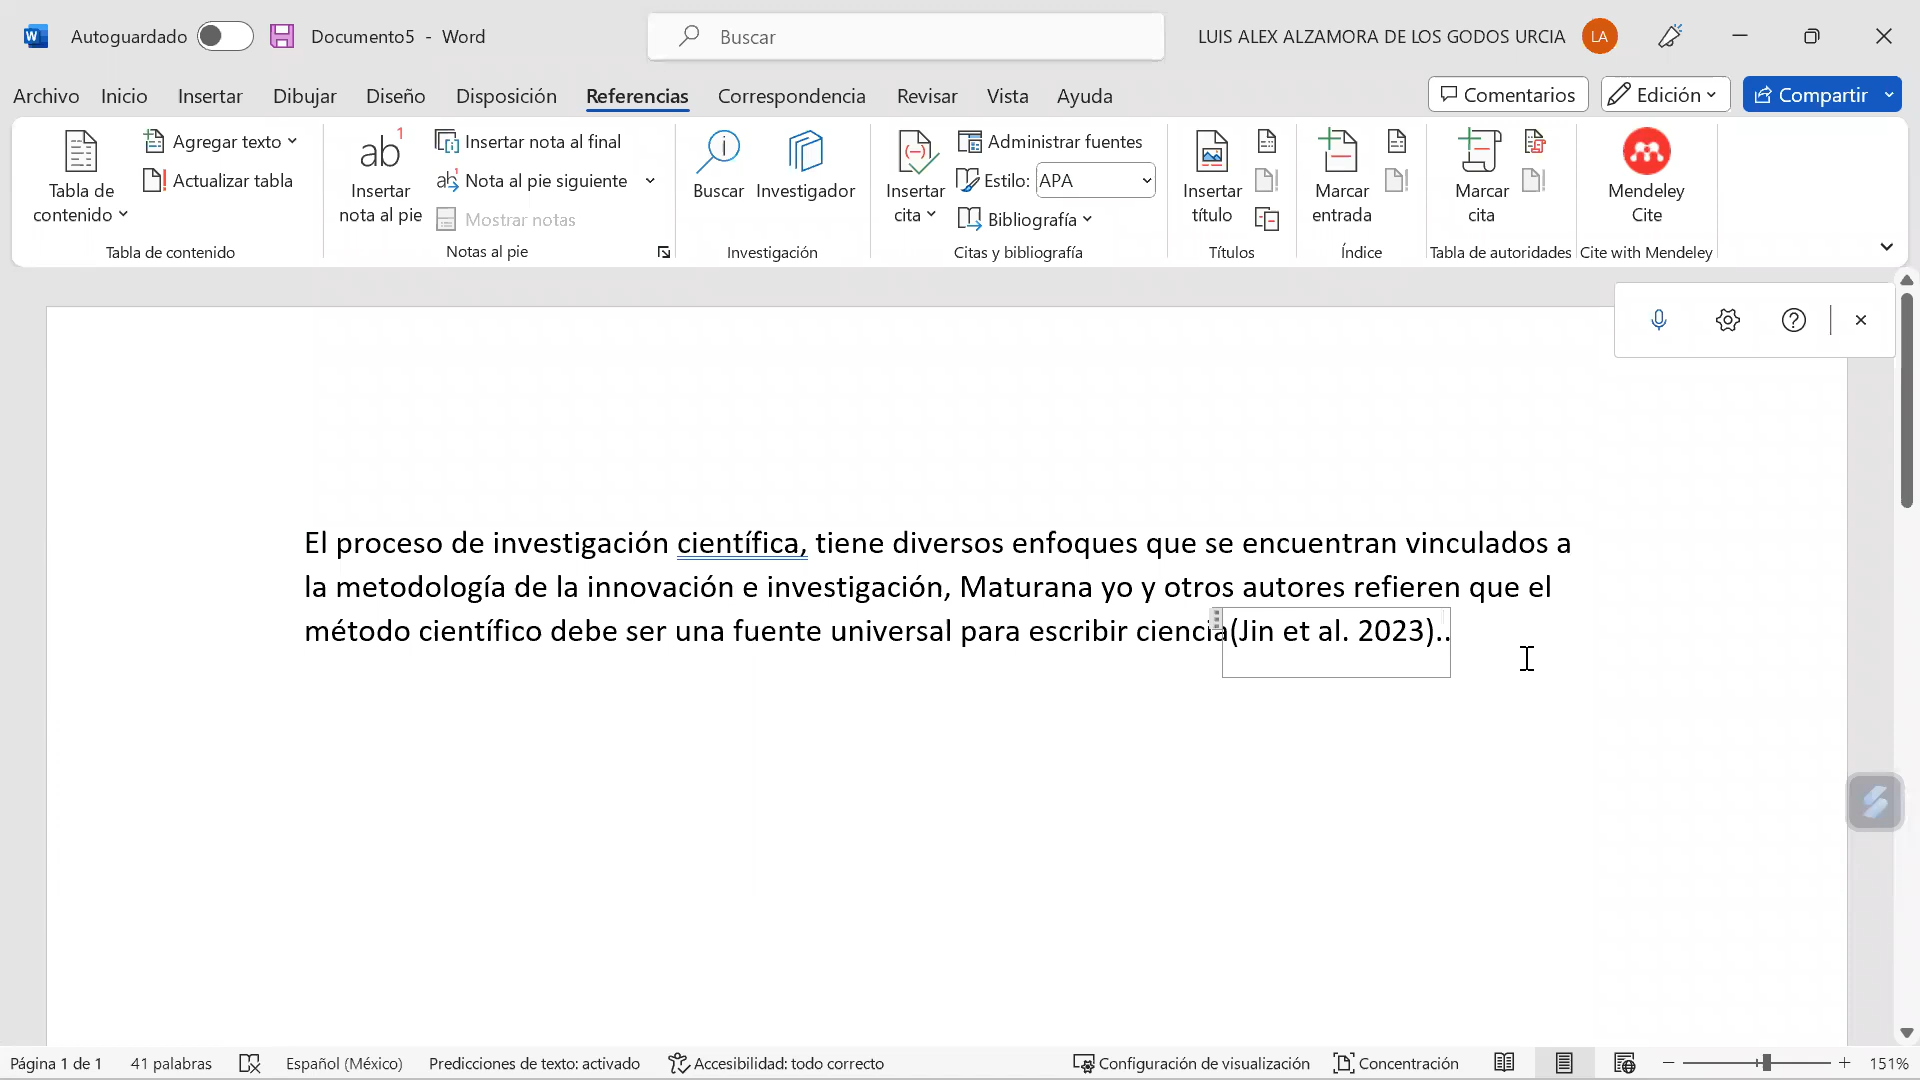 Autoguardado Documento5 - Word Buscar LUIS ALEX ALZAMORA DE LOS GODOS URCIA LA
Archivo Inicio Insertar Dibujar Diseño Disposición Referencias Correspondencia Revisar Vista Ayuda Comentarios Edición Compartir
Tabla de contenido
Agregar texto
Actualizar tabla
Tabla de contenido
ab1
Insertar nota al pie
Insertar nota al final
Nota al pie siguiente
Mostrar notas
Notas al pie
Buscar
Investigador
Investigación
Insertar cita
Administrar fuentes
Estilo: APA
Bibliografía
Citas y bibliografía
Insertar título
Títulos
Marcar entrada
Índice
Marcar cita
Tabla de autoridades
Mendeley Cite
Cite with Mendeley
El proceso de investigación científica, tiene diversos enfoques que se encuentran vinculados a
la metodología de la innovación e investigación, Maturana yo y otros autores refieren que el
método científico debe ser una fuente universal para escribir ciencia(Jin et al. 2023)..
Página 1 de 1 41 palabras Español (México) Predicciones de texto: activado Accesibilidad: todo correcto Configuración de visualización Concentración 151%